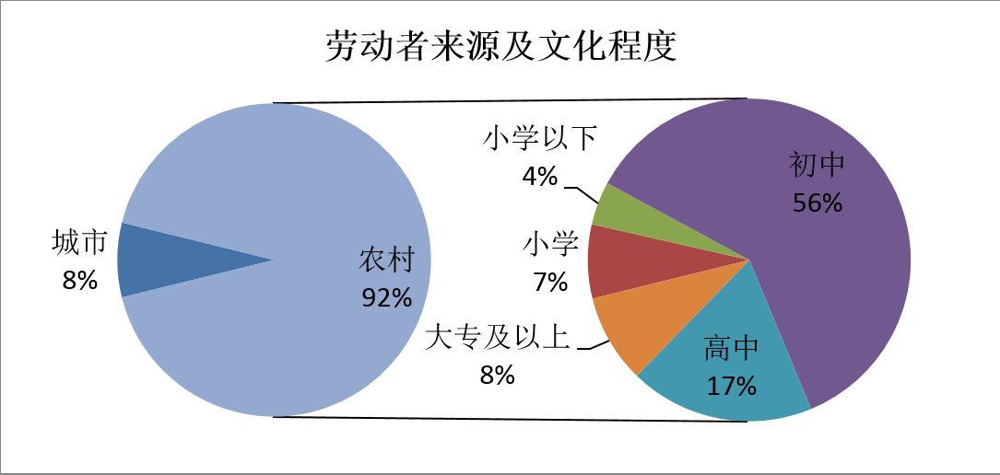 劳动者来源及文化程度
城市
8%
农村
92%
小学以下
4%
小学
7%
大专及以上
8%
高中
17%
初中
56%